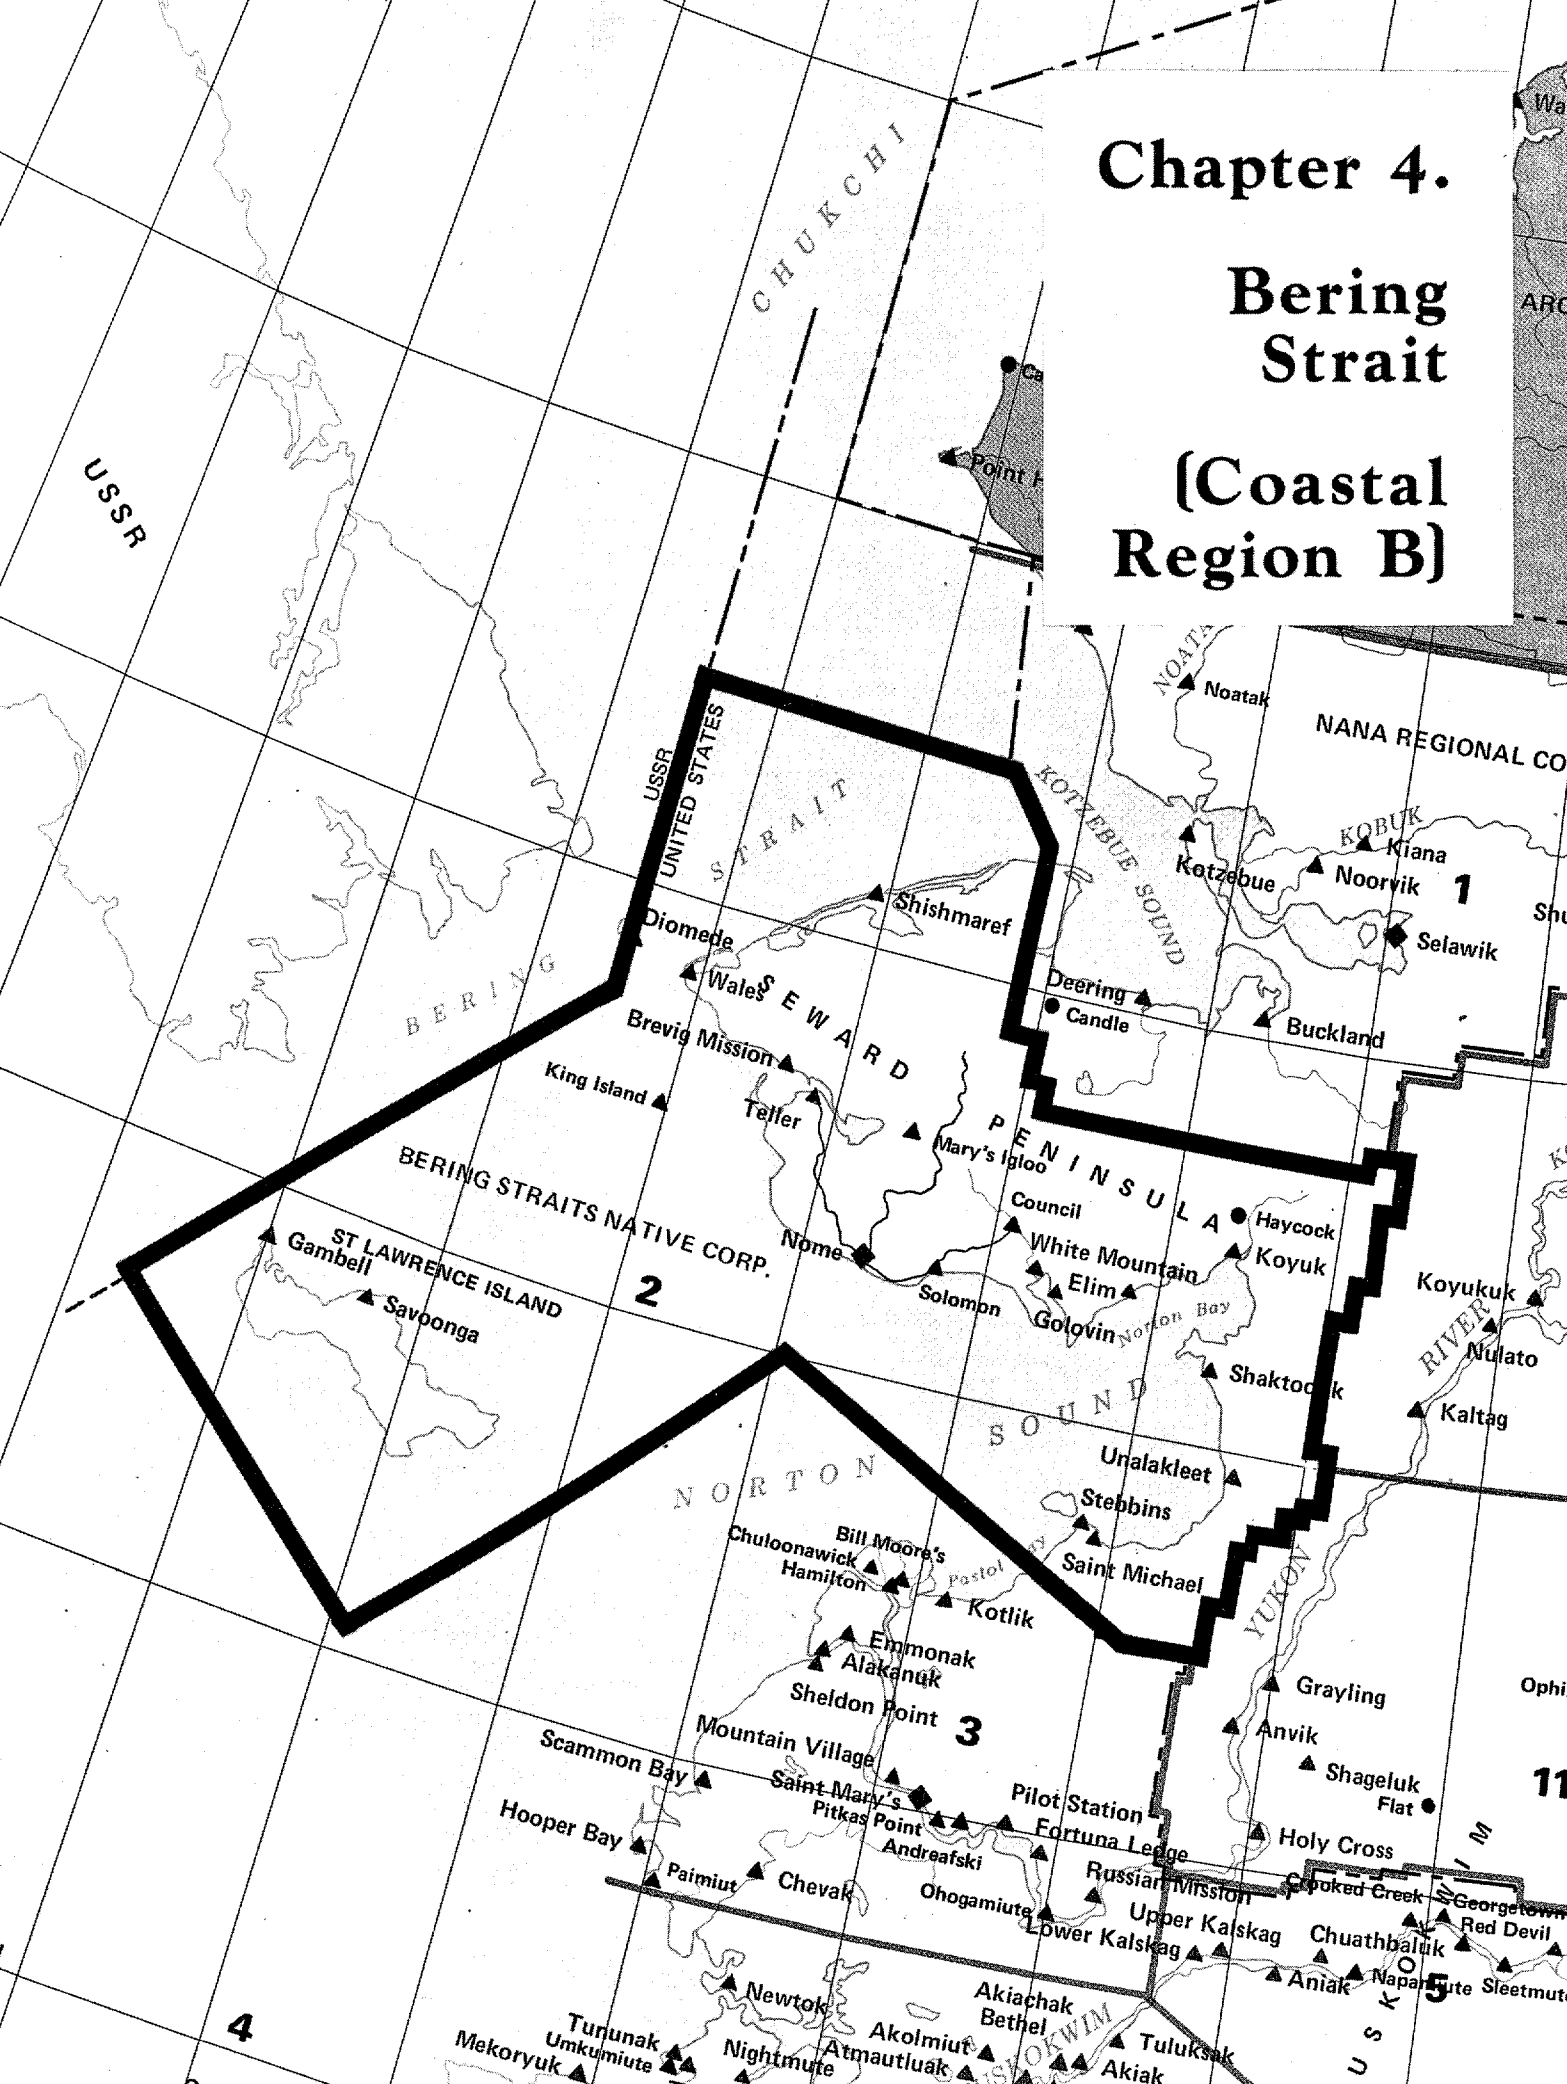 Chapter 4.
Bering
Strait
(Coastal
Region B)
CHUKCHI
USSR
Point
Noatak
NANA REGIONAL CO
USSR
UNITED STATES
STRAIT
BERING
KOTZEBUE SOUND
KOBUK
Kiana
Noorvik
1
Kotzebue
Selawik
Shishmaref
Diomede
Wales
SEWARD
Deering
Candle
Buckland
Brevig Mission
King Island
Teller
Mary's Igloo
PENINSULA
BERING STRAITS NATIVE CORP.
Council
Haycock
Nome
White Mountain
Koyuk
ST LAWRENCE ISLAND
Gambell
Savoonga
2
Solomon
Elim
Golovin
Norton Bay
Koyukuk
RIVER
Nulato
Kaltag
SOUND
NORTON
Unalakleet
Stebbins
Saint Michael
Bill Moore's
Chuloonawick
Hamilton
Pastol
Kotlik
YUKON
Emmonak
Alakanuk
Sheldon Point
Grayling
Anvik
3
Mountain Village
Scammon Bay
Saint Mary's
Pitkas Point
Andreafski
Pilot Station
Fortuna Ledge
Shageluk
Flat
11
Hooper Bay
Paimiut
Chevak
Holy Cross
Russian Mission
Ohogamiute
Upper Kalskag
Lower Kalskag
Crooked Creek
Georgetown
Red Devil
Chuathbaluk
Aniak
Napamiute
Sleetmute
5
Newtok
Akiachak
Bethel
4
Tununak
Umkumiute
Mekoryuk
Nightmute
Akolmiut
Atmautluak
Tuluksak
Akiak